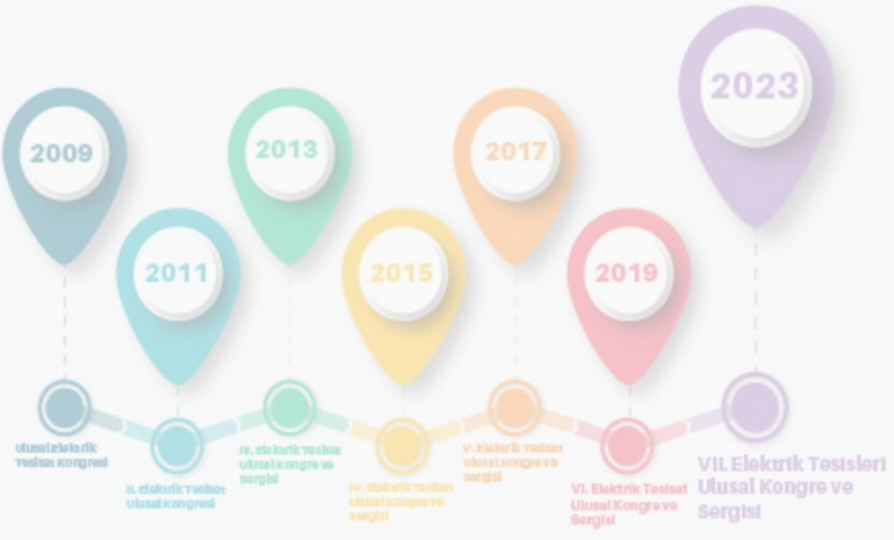 2009
2011
2013
2015
2017
2019
2023
Ulusal Elektrik
Tesisat Kongresi
II. Elektrik Tesisat
Ulusal Kongresi
III. Elektrik Tesisat
Ulusal Kongre ve
Sergisi
IV. Elektrik Tesisat
Ulusal Kongre ve
Sergisi
V. Elektrik Tesisat
Ulusal Kongre ve
Sergisi
VI. Elektrik Tesisat
Ulusal Kongre ve
Sergisi
VII. Elektrik Tesisleri
Ulusal Kongre ve
Sergisi